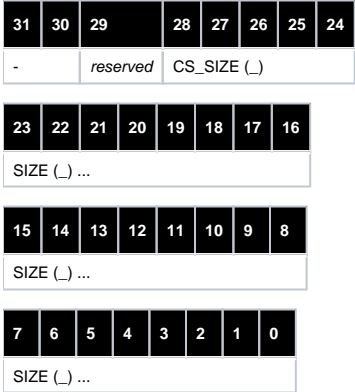 31 30 29 28 27 26 25 24
- reserved CS_SIZE (_)
23 22 21 20 19 18 17 16
SIZE (_) ...
15 14 13 12 11 10 9 8
SIZE (_) ...
7 6 5 4 3 2 1 0
SIZE (_) ...